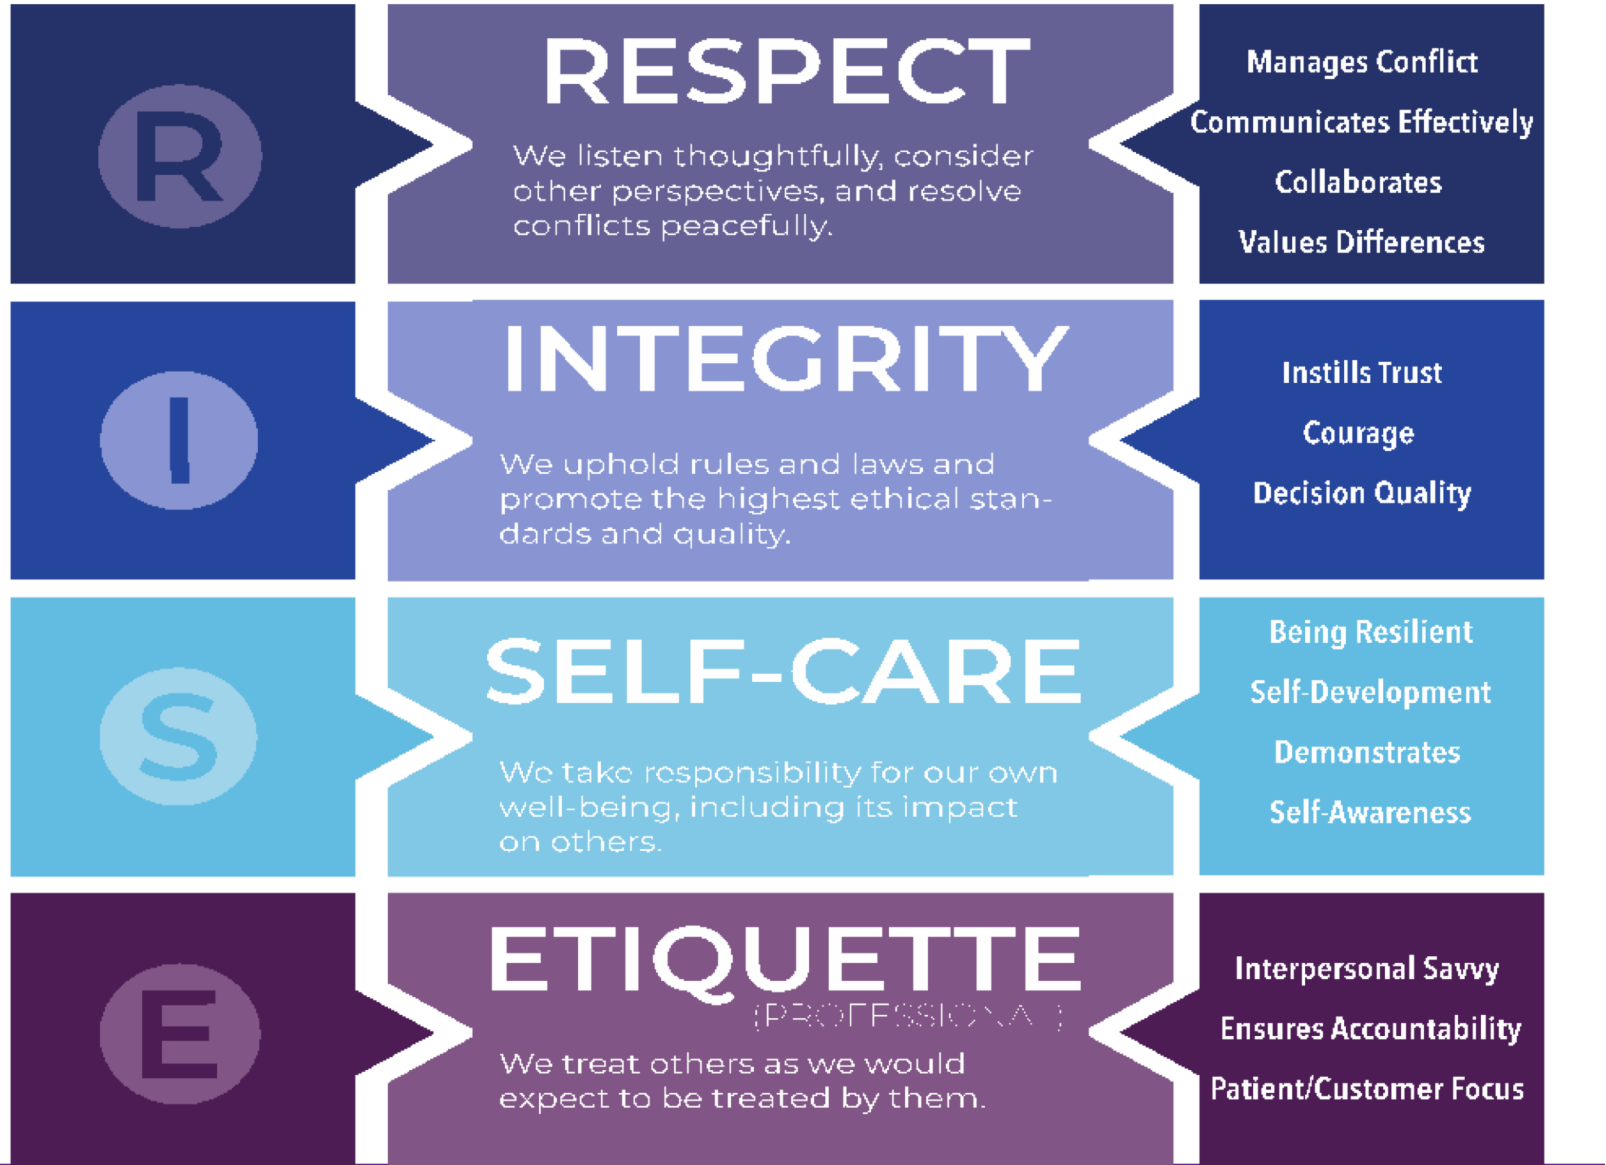 R
RESPECT
We listen thoughtfully, consider
other perspectives, and resolve
conflicts peacefully.
Manages Conflict
Communicates Effectively
Collaborates
Values Differences
I
INTEGRITY
We uphold rules and laws and
promote the highest ethical stan-
dards and quality.
Instills Trust
Courage
Decision Quality
S
SELF-CARE
We take responsibility for our own
well-being, including its impact
on others.
Being Resilient
Self-Development
Demonstrates
Self-Awareness
E
ETIQUETTE
(PROFESSIONAL)
We treat others as we would
expect to be treated by them.
Interpersonal Savvy
Ensures Accountability
Patient/Customer Focus